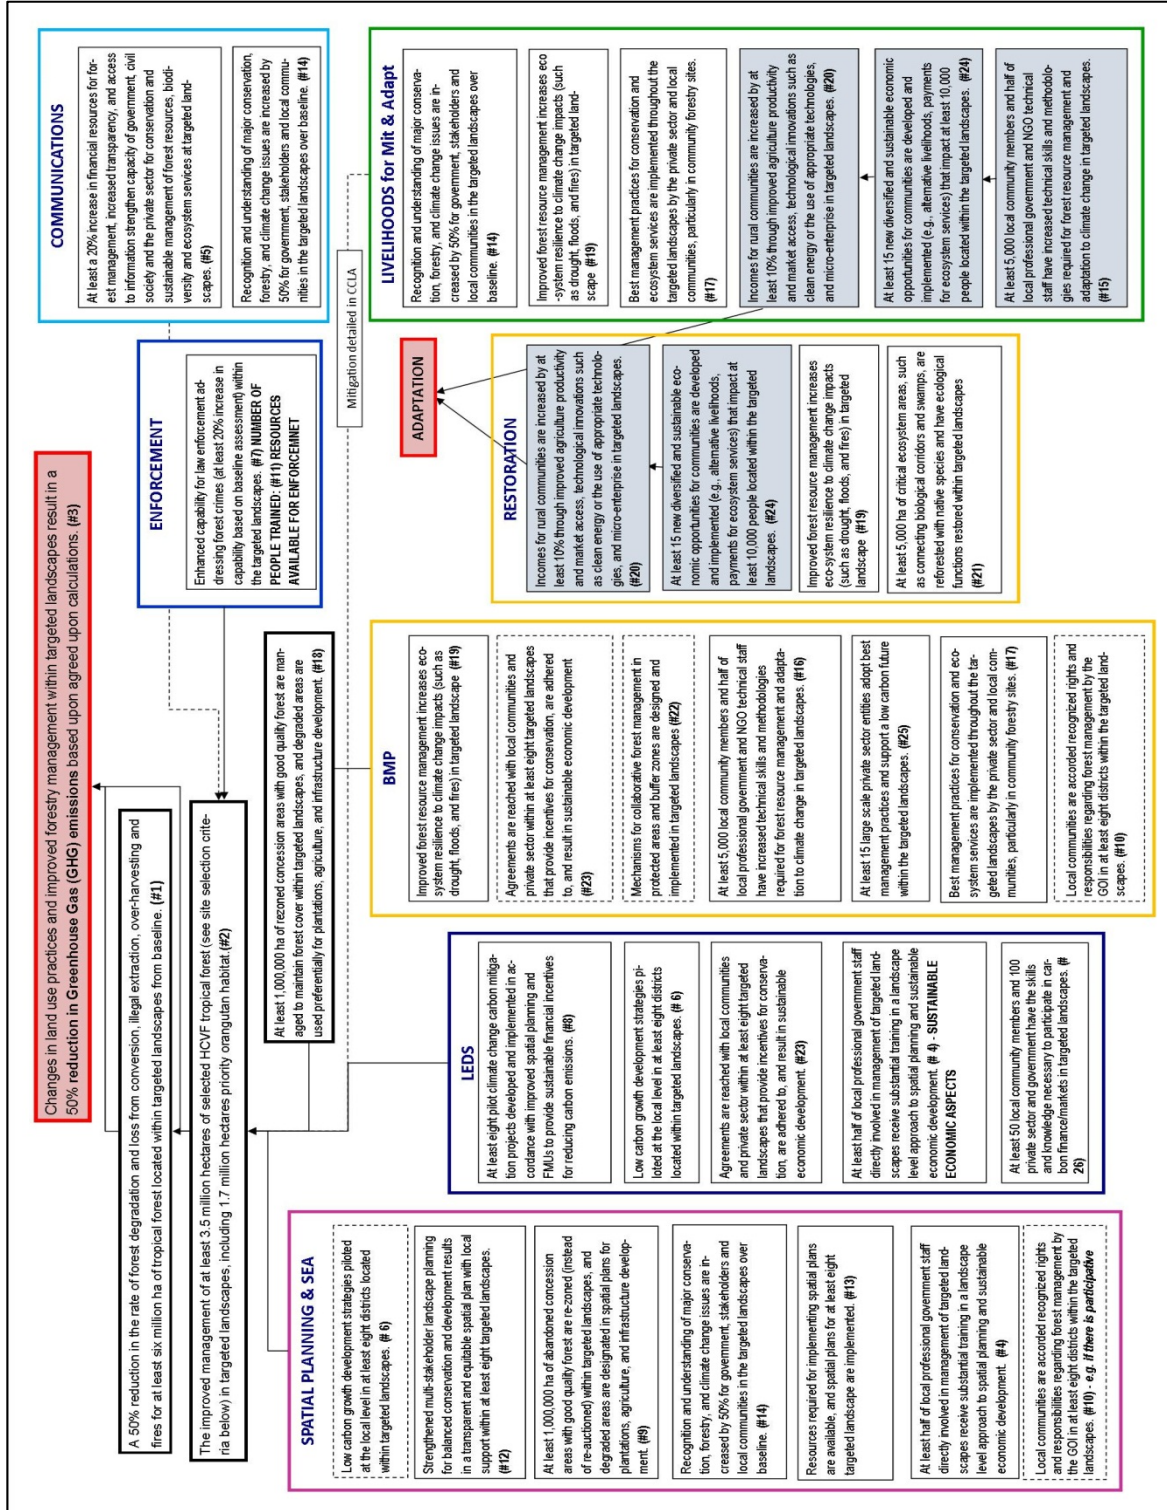 Changes in land use practices and improved forestry management within targeted landscapes result in a
50% reduction in Greenhouse Gas (GHG) emissions based upon agreed upon calculations. (#3)
A 50% reduction in the rate of forest degradation and loss from conversion, illegal extraction, over-harvesting and
fires for at least six million ha of tropical forest located within targeted landscapes from baseline. (#1)
The improved management of at least 3.5 million hectares of selected HCVF tropical forest (see site selection crite-
ria below) in targeted landscapes, including 1.7 million hectares priority orangutan habitat.(#2)
At least 1,000,000 ha of rezoned concession areas with good quality forest are man-
aged to maintain forest cover within targeted landscapes, and degraded areas are
used preferentially for plantations, agriculture, and infrastructure development. (#18)
SPATIAL PLANNING & SEA
Low carbon growth development strategies piloted
at the local level in at least eight districts located
within targeted landscapes. (# 6)
Strengthened multi-stakeholder landscape planning
for balanced conservation and development results
in a transparent and equitable spatial plan with local
support within at least eight targeted landscapes.
(#12)
At least 1,000,000 ha of abandoned concession
areas with good quality forest are re-zoned (instead
of re-auctioned) within targeted landscapes, and
degraded areas are designated in spatial plans for
plantations, agriculture, and infrastructure develop-
ment. (#9)
Recognition and understanding of major conserva-
tion, forestry, and climate change issues are in-
creased by 50% for government, stakeholders and
local communities in the targeted landscapes over
baseline. (#14)
Resources required for implementing spatial plans
are available, and spatial plans for at least eight
targeted landscape are implemented. (#13)
At least half of local professional government staff
directly involved in management of targeted land-
scapes receive substantial training in a landscape
level approach to spatial planning and sustainable
economic development. (#4)
Local communities are accorded recognized rights
and responsibilities regarding forest management by
the GOI in at least eight districts within the targeted
landscapes. (#10) - e.g. If there is participative
LEDS
At least eight pilot climate change carbon mitiga-
tion projects developed and implemented in ac-
cordance with improved spatial planning and
FMUs to provide sustainable financial incentives
for reducing carbon emissions. (#8)
Low carbon growth development strategies pi-
loted at the local level in at least eight districts
located within targeted landscapes. (# 6)
Agreements are reached with local communities
and private sector within at least eight targeted
landscapes that provide incentives for conserva-
tion, are adhered to, and result in sustainable
economic development. (#23)
At least half of local professional government staff
directly involved in management of targeted land-
scapes receive substantial training in a landscape
level approach to spatial planning and sustainable
economic development. (# 4) - SUSTAINABLE
ECONOMIC ASPECTS
At least 50 local community members and 100
private sector and government have the skills
and knowledge necessary to participate in car-
bon finance/markets in targeted landscapes. (#
26)
BMP
Improved forest resource management increases eco-
system resilience to climate change impacts (such as
drought, floods, and fires) in targeted landscape (#19)
Agreements are reached with local communities and
private sector within at least eight targeted landscapes
that provide incentives for conservation, are adhered
to, and result in sustainable economic development
(#23)
Mechanisms for collaborative forest management in
protected areas and buffer zones are designed and
implemented in targeted landscapes (#22)
At least 5,000 local community members and half of
local professional government and NGO technical staff
have increased technical skills and methodologies
required for forest resource management and adapta-
tion to climate change in targeted landscapes. (#16)
At least 15 large scale private sector entities adopt best
management practices and support a low carbon future
within the targeted landscapes. (#25)
Best management practices for conservation and eco-
system services are implemented throughout the tar-
geted landscapes by the private sector and local com-
munities, particularly in community forestry sites. (#17)
Local communities are accorded recognized rights and
responsibilities regarding forest management by the
GOI in at least eight districts within the targeted land-
scapes. (#10)
ENFORCEMENT
Enhanced capability for law enforcement ad-
dressing forest crimes (at least 20% increase in
capability based on baseline assessment) within
the targeted landscapes. (#7) NUMBER OF
PEOPLE TRAINED: (#11) RESOURCES
AVAILABLE FOR ENFORCEMNET
COMMUNICATIONS
At least a 20% increase in financial resources for for-
est management, increased transparency, and access
to information strengthen capacity of government, civil
society and the private sector for conservation and
sustainable management of forest resources, biodi-
versity and ecosystem services at targeted land-
scapes. (#5)
Recognition and understanding of major conservation,
forestry, and climate change issues are increased by
50% for government, stakeholders and local commu-
nities in the targeted landscapes over baseline. (#14)
Mitigation detailed in CCLA
ADAPTATION
RESTORATION
Incomes for rural communities are increased by at
least 10% through improved agriculture productivity
and market access, technological innovations such
as clean energy or the use of appropriate technolo-
gies, and micro-enterprise in targeted landscapes.
(#20)
At least 15 new diversified and sustainable eco-
nomic opportunities for communities are developed
and implemented (e.g., alternative livelihoods,
payments for ecosystem services) that impact at
least 10,000 people located within the targeted
landscapes. (#24)
Improved forest resource management increases
eco-system resilience to climate change impacts
(such as drought, floods, and fires) in targeted
landscape (#19)
At least 5,000 ha of critical ecosystem areas, such
as connecting biological corridors and swamps, are
reforested with native species and have ecological
functions restored within targeted landscapes
(#21)
LIVELIHOODS for Mit & Adapt
Recognition and understanding of major conserva-
tion, forestry, and climate change issues are in-
creased by 50% for government, stakeholders and
local communities in the targeted landscapes over
baseline. (#14)
Improved forest resource management increases eco
-system resilience to climate change impacts (such
as drought, floods, and fires) in targeted land-
scape (#19)
Best management practices for conservation and
ecosystem services are implemented throughout the
targeted landscapes by the private sector and local
communities, particularly in community forestry sites.
(#17)
Incomes for rural communities are increased by at
least 10% through improved agriculture productivity
and market access, technological innovations such as
clean energy or the use of appropriate technologies,
and micro-enterprise in targeted landscapes. (#20)
At least 15 new diversified and sustainable economic
opportunities for communities are developed and
implemented (e.g., alternative livelihoods, payments
for ecosystem services) that impact at least 10,000
people located within the targeted landscapes. (#24)
At least 5,000 local community members and half of
local professional government and NGO technical
staff have increased technical skills and methodolo-
gies required for forest resource management and
adaptation to climate change in targeted landscapes.
(#15)